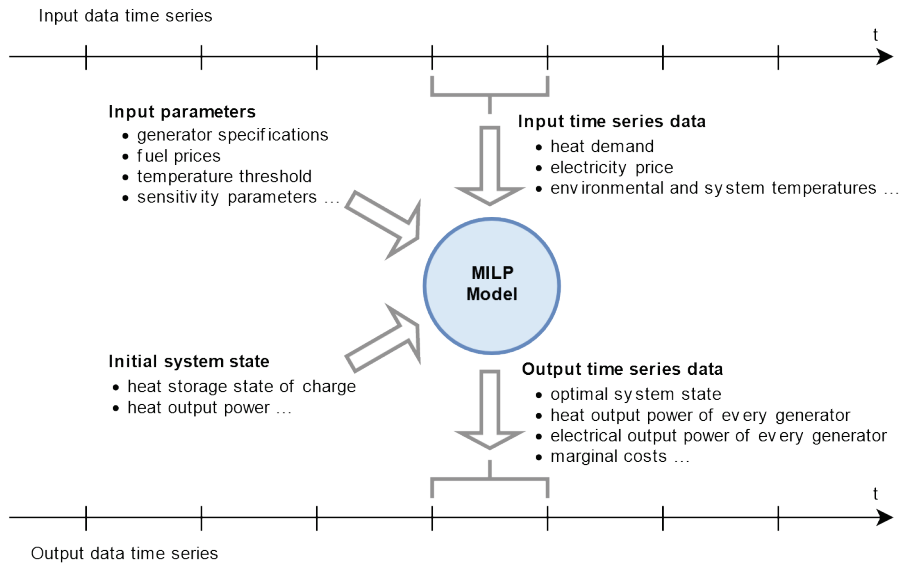 Input data time series
t
Input parameters
• generator specifications
• fuel prices
• temperature threshold
• sensitivity parameters ...
Input time series data
• heat demand
• electricity price
• environmental and system temperatures ...
MILP
Model
Initial system state
• heat storage state of charge
• heat output power ...
Output time series data
• optimal system state
• heat output power of every generator
• electrical output power of every generator
• marginal costs ...
t
Output data time series